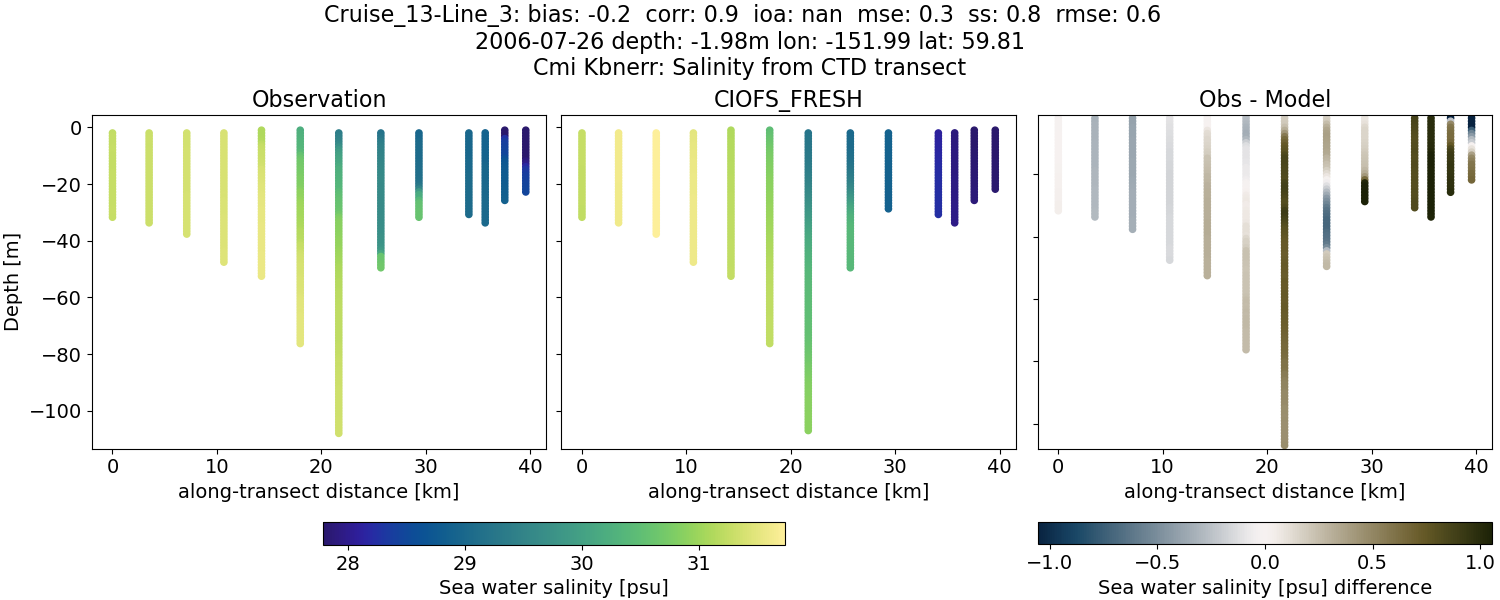 Cruise_13-Line_3: bias: -0.2  corr: 0.9  ioa: nan  mse: 0.3  ss: 0.8  rmse: 0.6
2006-07-26 depth: -1.98m lon: -151.99 lat: 59.81
Cmi Kbnerr: Salinity from CTD transect
Observation
CIOFS_FRESH
Obs - Model
Depth [m]
0
−20
−40
−60
−80
−100
0 10 20 30 40
0 10 20 30 40
0 10 20 30 40
along-transect distance [km]
along-transect distance [km]
along-transect distance [km]
28 29 30 31
Sea water salinity [psu]
−1.0 −0.5 0.0 0.5 1.0
Sea water salinity [psu] difference